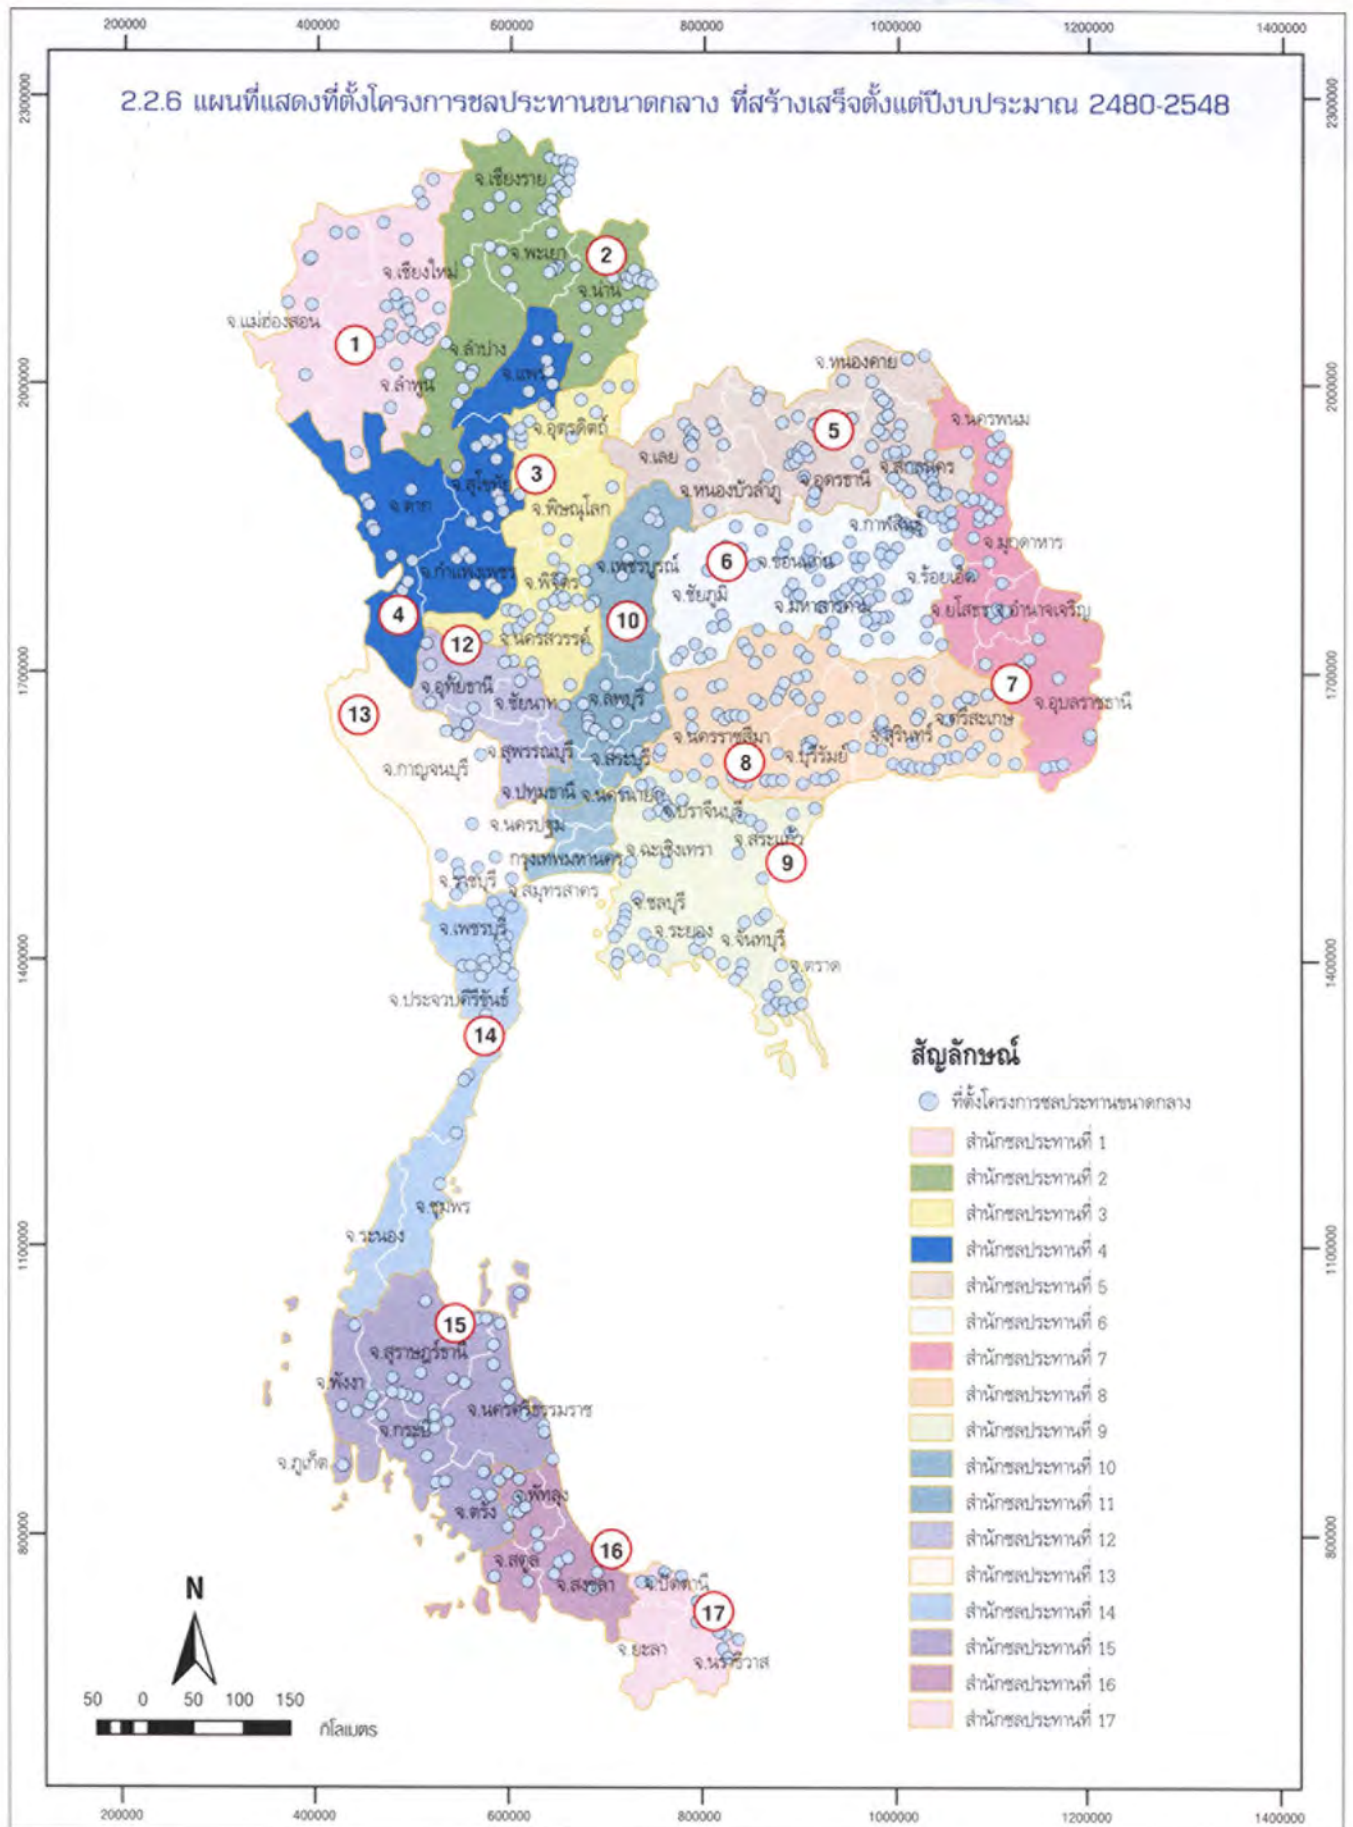 200000 400000 600000 800000 1000000 1200000 1400000
2300000 2300000
2.2.6 แผนที่แสดงที่ตั้งโครงการชลประทานขนาดกลาง ที่สร้างเสร็จตั้งแต่ปีงบประมาณ 2480-2548
จ.เชียงราย
จ.พะเยา 2
จ.น่าน
จ.เชียงใหม่
จ.แม่ฮ่องสอน
1
จ.ลำปาง
จ.ลำพูน
จ.แพร่
2000000 2000000
จ.หนองคาย
จ.นครพนม
5
จ.อุตรดิตถ์
จ.เลย
จ.สกลนคร
จ.อุดรธานี
3
จ.สุโขทัย
จ.หนองบัวลำภู
จ.ตาก
จ.พิษณุโลก
จ.กาฬสินธุ์
จ.มุกดาหาร
6
จ.ขอนแก่น
จ.เพชรบูรณ์
จ.กำแพงเพชร
จ.พิจิตร
จ.ร้อยเอ็ด
จ.ชัยภูมิ
จ.มหาสารคาม
จ.ยโสธร
จ.อำนาจเจริญ
4
10
จ.นครสวรรค์
12
1700000 1700000
จ.อุทัยธานี
7
จ.อุบลราชธานี
จ.ชัยนาท
จ.ลพบุรี
13
จ.ศรีสะเกษ
จ.สุรินทร์
จ.นครราชสีมา
จ.สุพรรณบุรี
จ.สระบุรี
จ.บุรีรัมย์
8
จ.กาญจนบุรี
จ.ปทุมธานี
จ.นครนายก
จ.ปราจีนบุรี
จ.นครปฐม
จ.สระแก้ว
จ.ฉะเชิงเทรา
กรุงเทพมหานคร
9
จ.ราชบุรี
จ.สมุทรสาคร
จ.ชลบุรี
จ.เพชรบุรี
จ.ระยอง
จ.จันทบุรี
1400000 1400000
จ.ตราด
จ.ประจวบคีรีขันธ์
14
จ.ชุมพร
จ.ระนอง
1100000 1100000
15
จ.สุราษฎร์ธานี
จ.พังงา
จ.นครศรีธรรมราช
จ.กระบี่
จ.ภูเก็ต
จ.พัทลุง
จ.ตรัง
800000 800000
16
จ.สตูล
จ.สงขลา
จ.ปัตตานี
17
จ.ยะลา
จ.นราธิวาส
สัญลักษณ์
ที่ตั้งโครงการชลประทานขนาดกลาง
สำนักชลประทานที่ 1
สำนักชลประทานที่ 2
สำนักชลประทานที่ 3
สำนักชลประทานที่ 4
สำนักชลประทานที่ 5
สำนักชลประทานที่ 6
สำนักชลประทานที่ 7
สำนักชลประทานที่ 8
สำนักชลประทานที่ 9
สำนักชลประทานที่ 10
สำนักชลประทานที่ 11
สำนักชลประทานที่ 12
สำนักชลประทานที่ 13
สำนักชลประทานที่ 14
สำนักชลประทานที่ 15
สำนักชลประทานที่ 16
สำนักชลประทานที่ 17
N
50 0 50 100 150
กิโลเมตร
200000 400000 600000 800000 1000000 1200000 1400000